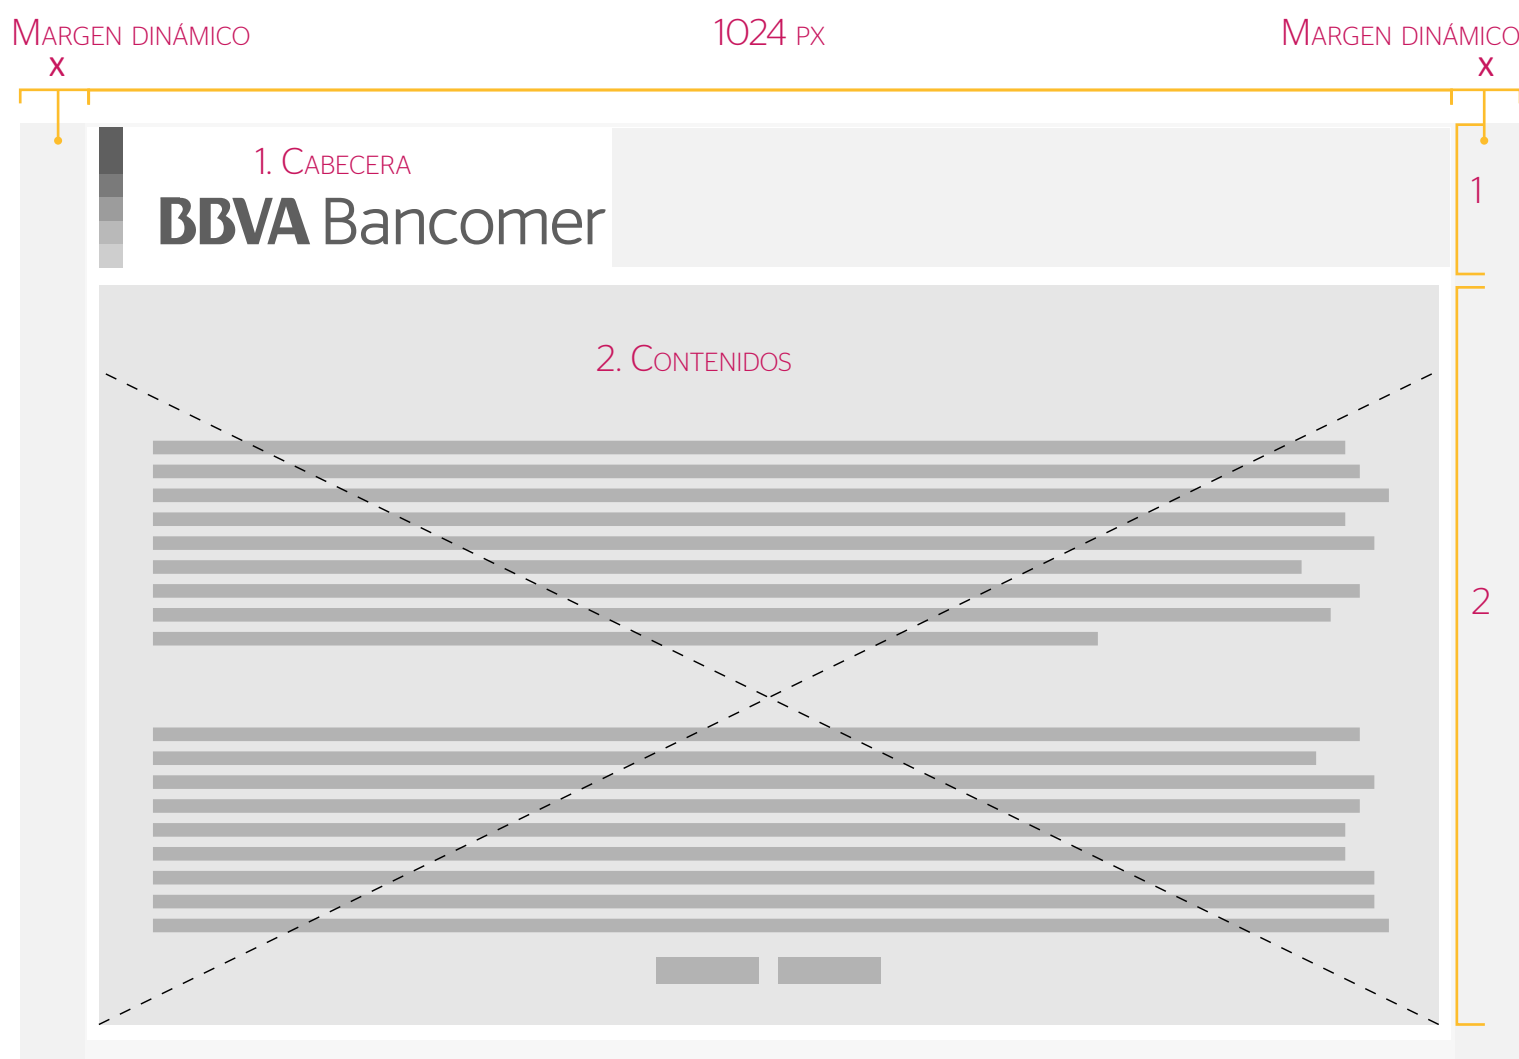 Margen dinámico 1024 px Margen dinámico
x x
1. Cabecera
1
BBVA Bancomer
2. Contenidos
2